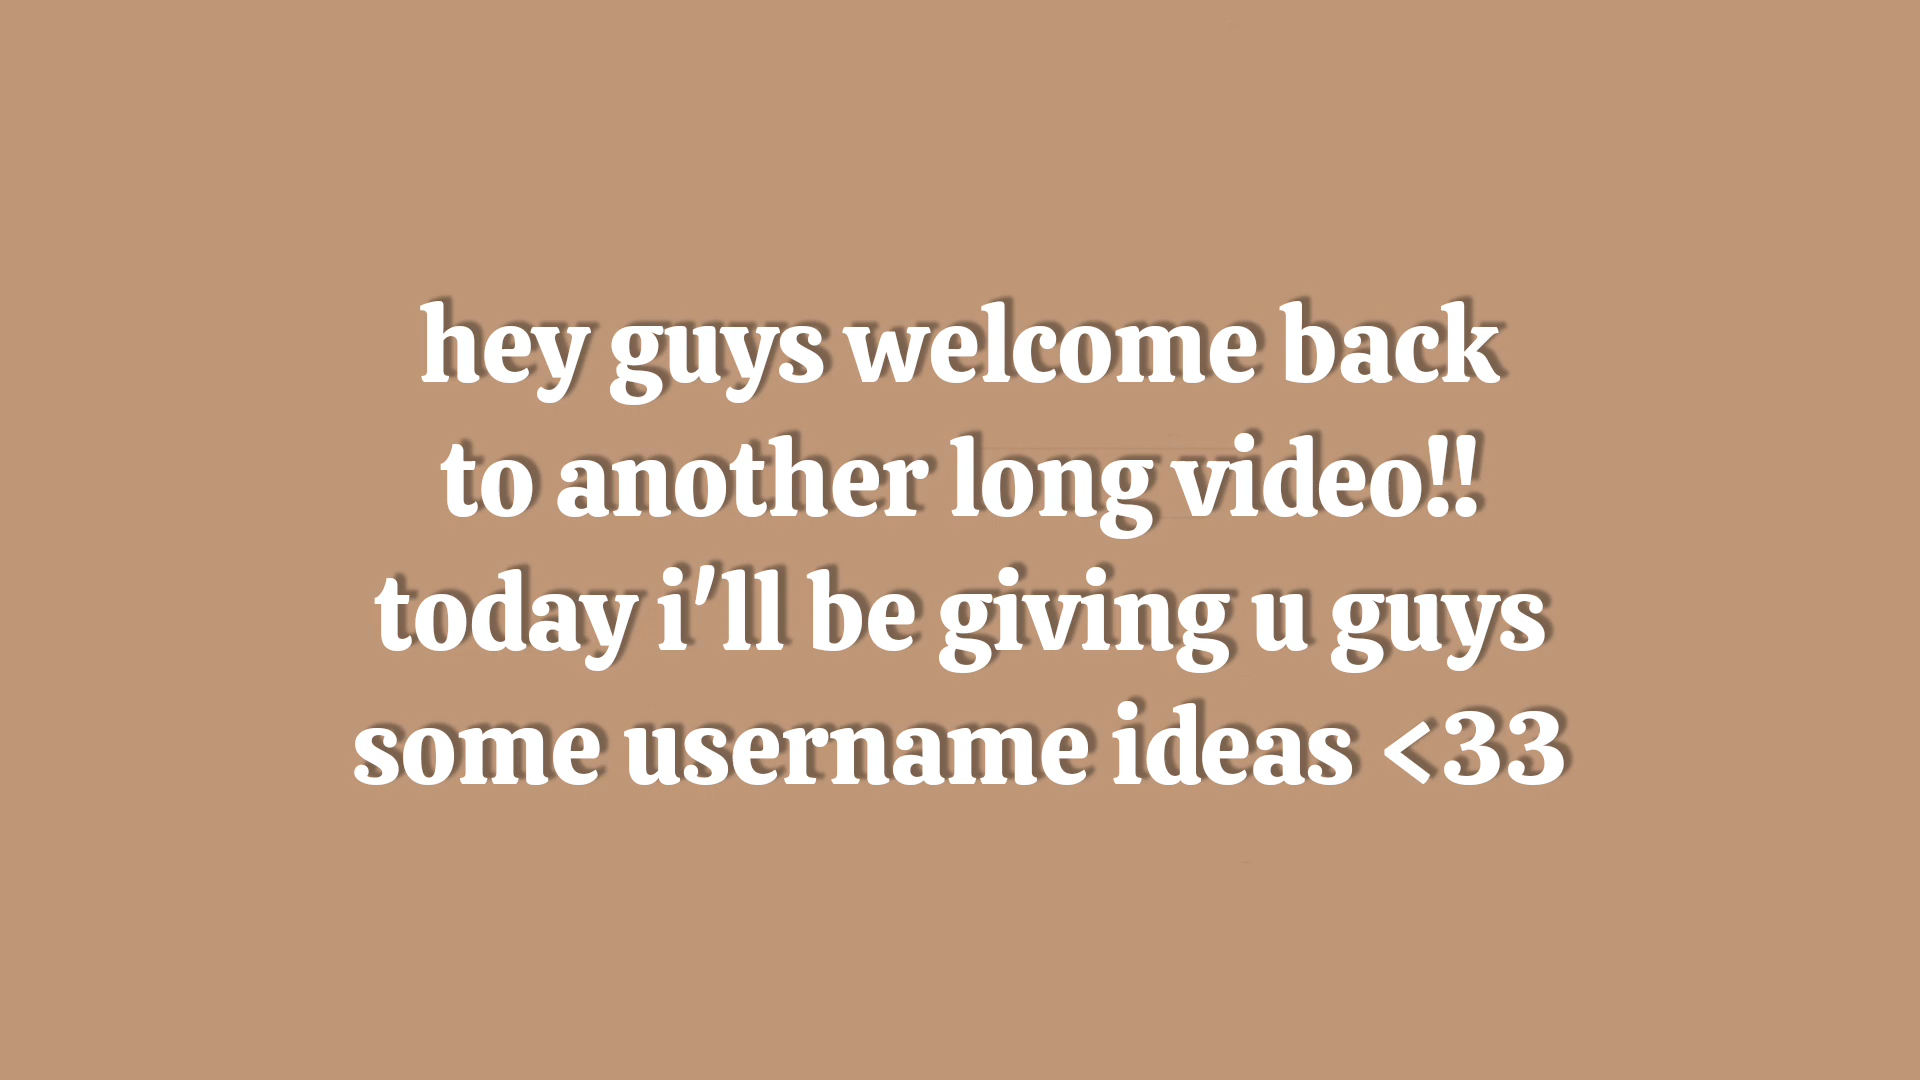 hey guys welcome back
to another long video!!
today i'll be giving u guys
some username ideas <33